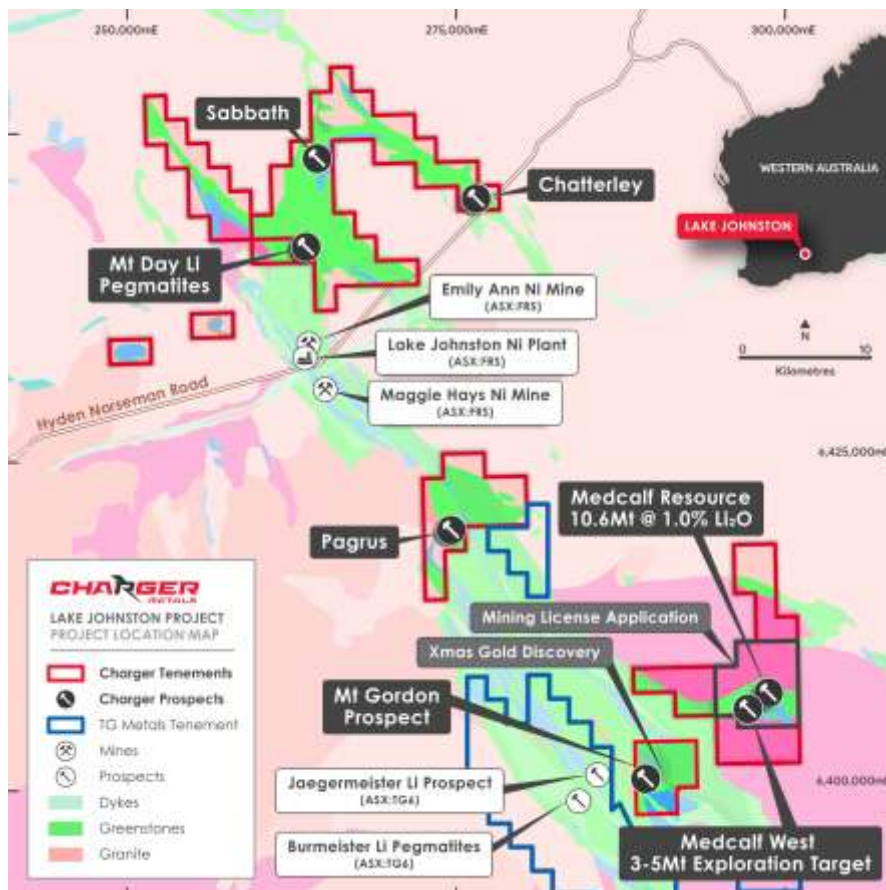 250,000mE
275,000mE
300,000mE
Sabbath
Chatterley
WESTERN AUSTRALIA
LAKE JOHNSTON
Mt Day Li
Pegmatites
Emily Ann Ni Mine
(ASX:FRS)
Lake Johnston Ni Plant
(ASX:FRS)
Maggie Hays Ni Mine
(ASX:FRS)
N
0 10
Kilometres
Hyden Norseman Road
6,425,000mN
Medcalf Resource
10.6Mt @ 1.0% Li₂O
Pagrus
Mining License Application
Xmas Gold Discovery
Mt Gordon
Prospect
Jaegermeister Li Prospect
(ASX:TG6)
Burmeister Li Pegmatites
(ASX:TG6)
6,400,000mN
Medcalf West
3-5Mt Exploration Target
CHARGER
METALS
LAKE JOHNSTON PROJECT
PROJECT LOCATION MAP
Charger Tenements
Charger Prospects
TG Metals Tenement
Mines
Prospects
Dykes
Greenstones
Granite